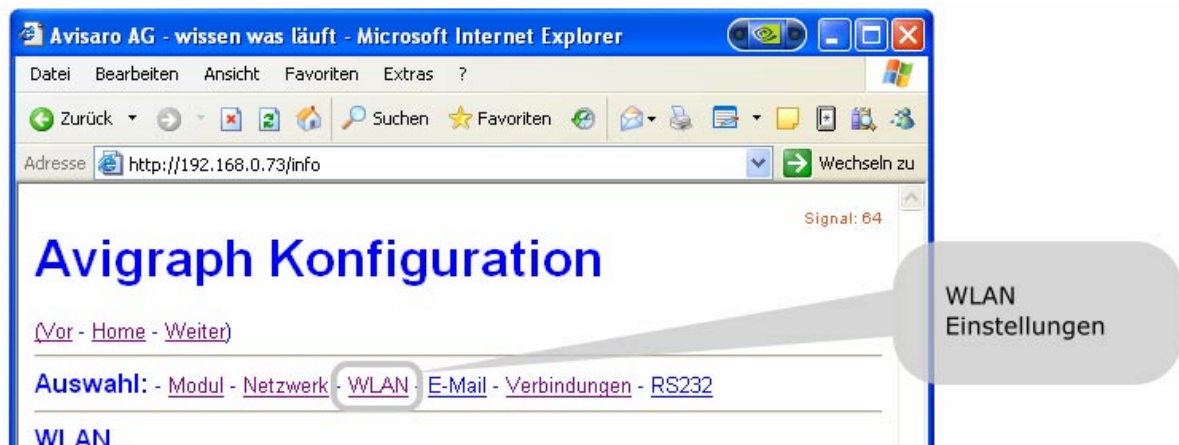 Avisaro AG - wissen was läuft - Microsoft Internet Explorer
Datei Bearbeiten Ansicht Favoriten Extras ?
Zurück Suchen Favoriten
Adresse http://192.168.0.73/info Wechseln zu
Signal: 64
Avigraph Konfiguration
(Vor - Home - Weiter)
Auswahl: - Modul - Netzwerk - WLAN - E-Mail - Verbindungen - RS232
WLAN
WLAN
Einstellungen